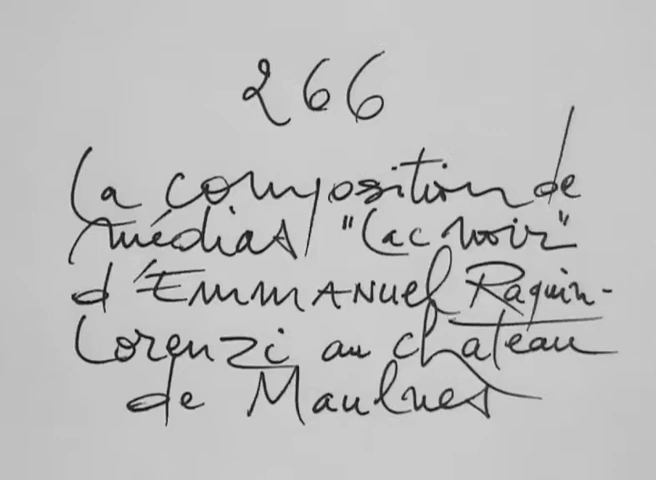 266
La composition de
médias "Lac noir"
d'EMMANUEL Raquin-
Lorenzi au château
de Maulnes